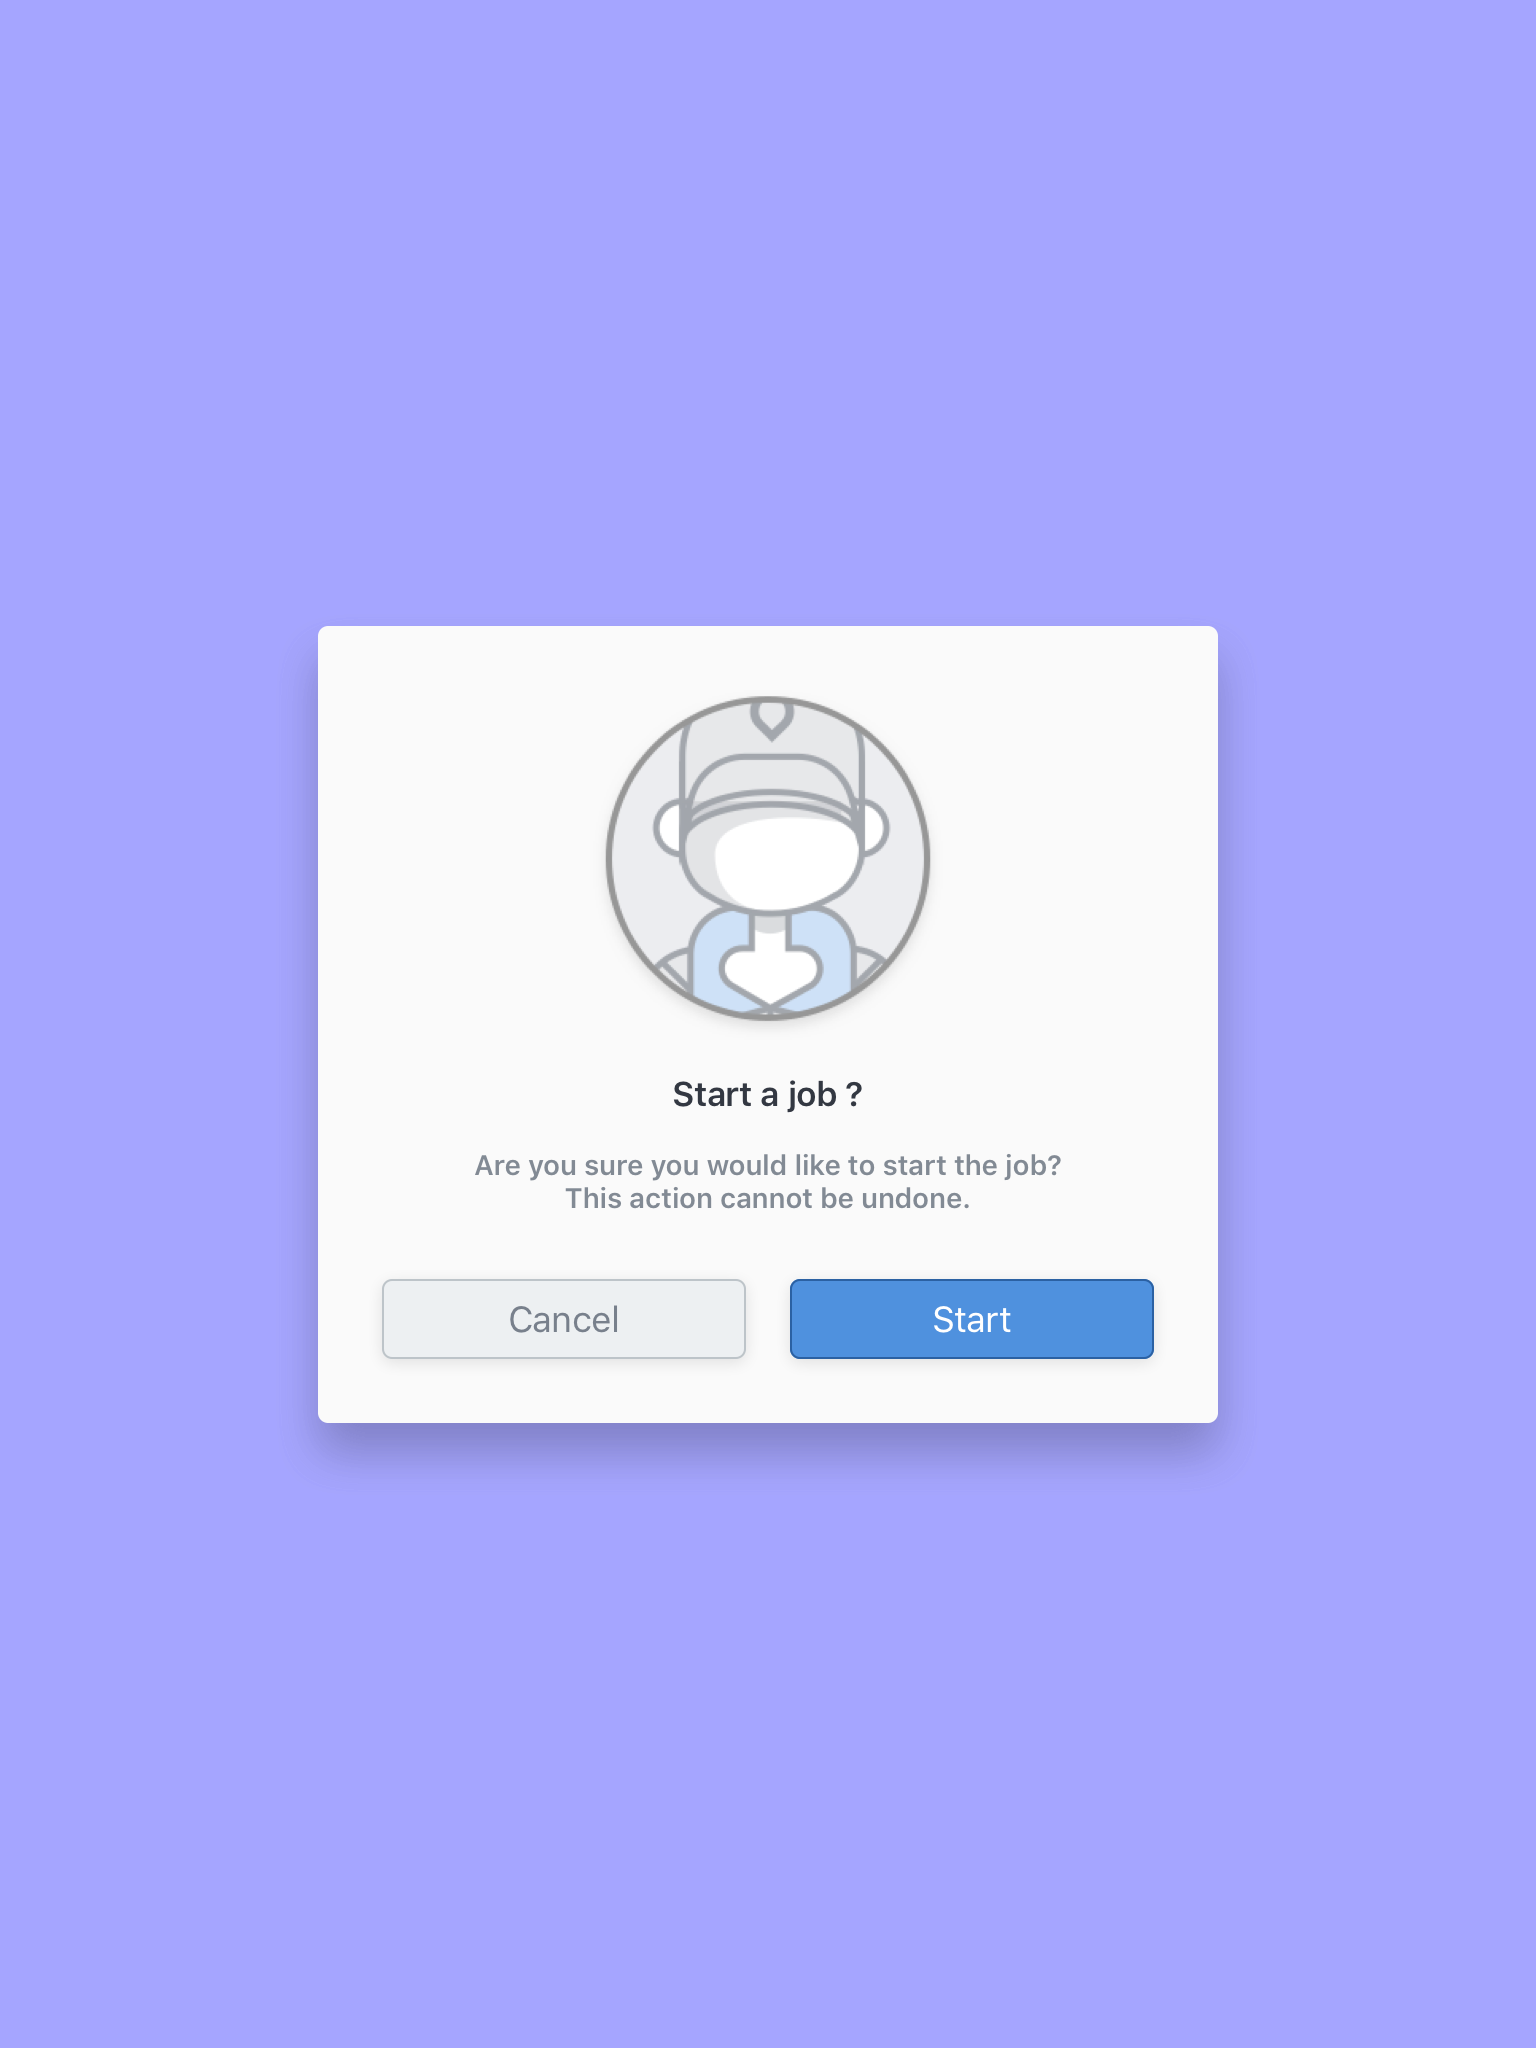 Start a job ?
Are you sure you would like to start the job?
This action cannot be undone.
Cancel
Start